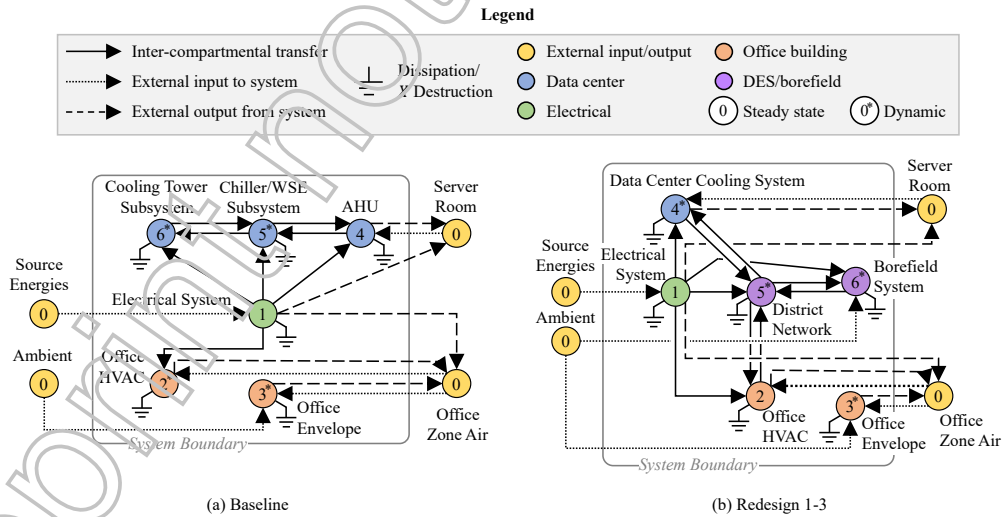 Legend
Inter-compartmental transfer
External input to system
External output from system
Dissipation/
X Destruction
External input/output
Data center
Electrical
Office building
DES/borefield
0 Steady state
0* Dynamic
Cooling Tower
Subsystem
Chiller/WSE
Subsystem
AHU
Server
Room
6*
5*
4
0
Source
Energies
0
Electrical System
1
Ambient
0
Office
HVAC
2
3*
Office
Envelope
0
Office
Zone Air
System Boundary
(a) Baseline
Data Center Cooling System
4*
Server
Room
0
Source
Energies
0
Electrical
System
1
5*
District
Network
6*
Borefield
System
Ambient
0
2
Office
HVAC
3*
Office
Envelope
0
Office
Zone Air
System Boundary
(b) Redesign 1-3